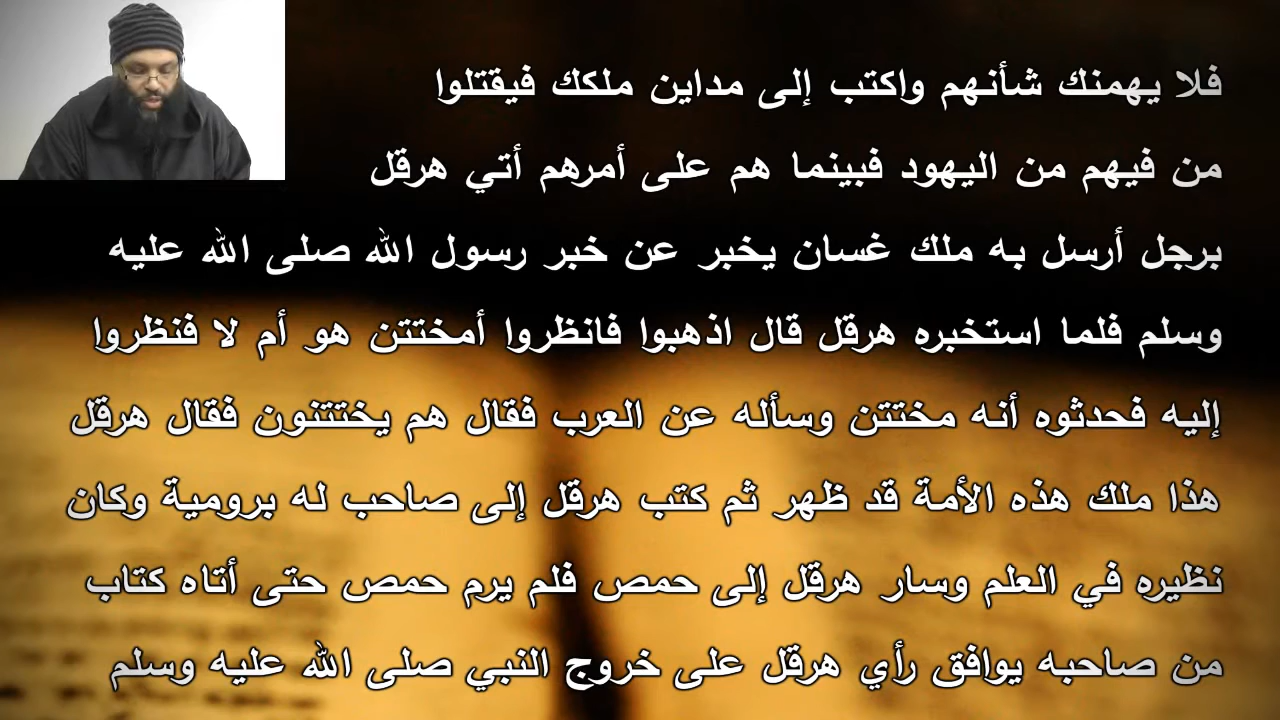 فلا يهمنك شأنهم واكتب إلى مداين ملكك فيقتلوا
من فيهم من اليهود فبينما هم على أمرهم أتي هرقل
برجل أرسل به ملك غسان يخبر عن خبر رسول الله صلى الله عليه
وسلم فلما استخبره هرقل قال اذهبوا فانظروا أمختتن هو أم لا فنظروا
إليه فحدثوه أنه مختتن وسأله عن العرب فقال هم يختتنون فقال هرقل
هذا ملك هذه الأمة قد ظهر ثم كتب هرقل إلى صاحب له برومية وكان
نظيره في العلم وسار هرقل إلى حمص فلم يرم حمص حتى أتاه كتاب
من صاحبه يوافق رأي هرقل على خروج النبي صلى الله عليه وسلم